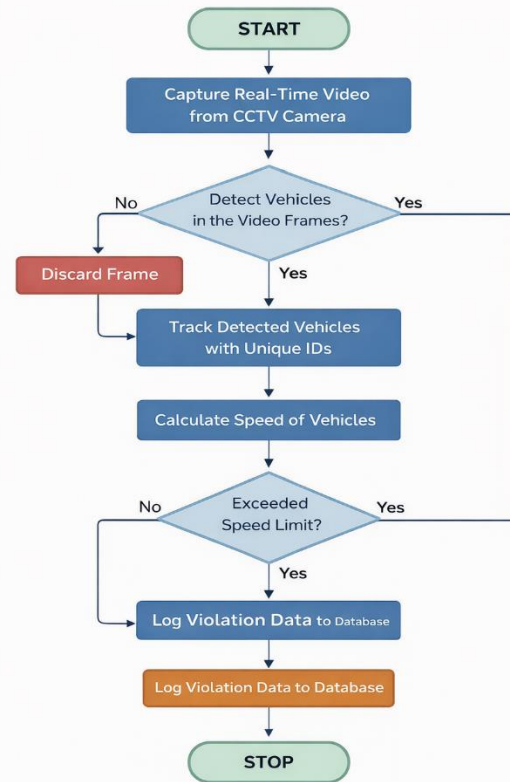 START
Capture Real-Time Video
from CCTV Camera
No
Detect Vehicles
in the Video Frames?
Yes
Discard Frame
Yes
Track Detected Vehicles
with Unique IDs
Calculate Speed of Vehicles
No
Exceeded
Speed Limit?
Yes
Yes
Log Violation Data to Database
Log Violation Data to Database
STOP